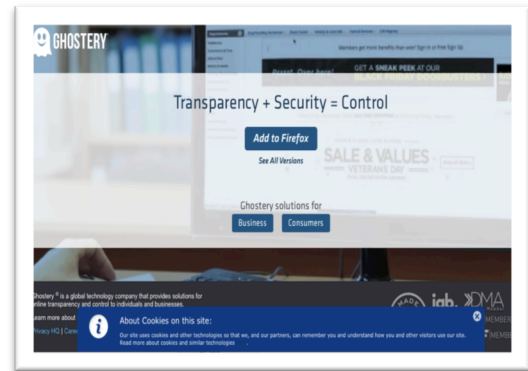 GHOSTERY
Members get more benefits than ever! Sign in or Free Sign Up
GET A SNEAK PEEK AT OUR
BLACK FRIDAY DOORBUSTERS
Transparency + Security = Control
Add to Firefox
See All Versions
SALE & VALUES
VETERANS DAY
Ghostery solutions for
Business
Consumers
Ghostery ® is a global technology company that provides solutions for
online transparency and control to individuals and businesses.
Learn more about
Privacy HQ |
MADE
iab.
DMA
MEMBER
About Cookies on this site:
Our site uses cookies and other technologies so that we, and our partners, can remember you and understand how you and other visitors use our site.
Read more about cookies and similar technologies